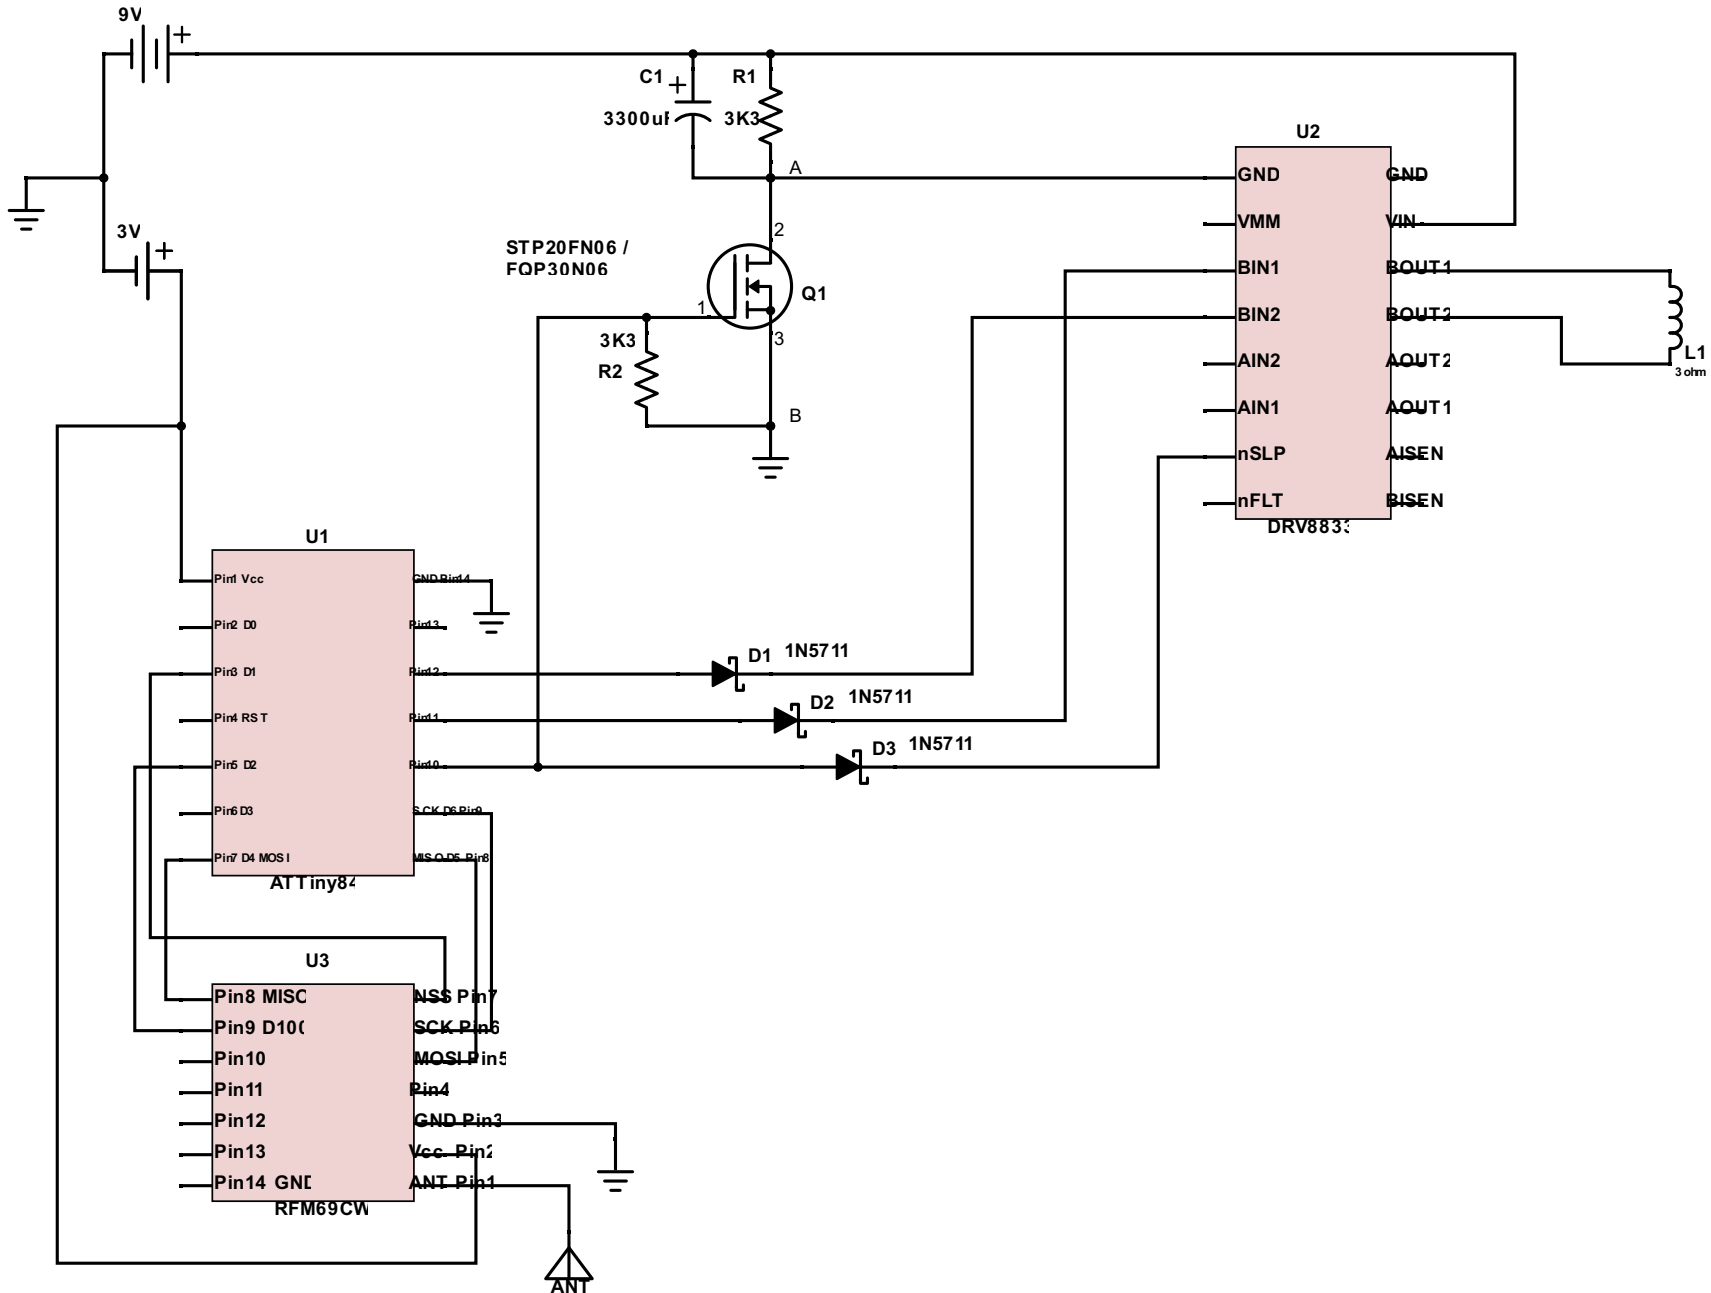 9V
+
C1
+
R1
3300uF
3K3
A
3V
+
STP20FN06 /
FQP30N06
2
1
Q1
3
3K3
R2
B
U2
GND
GND
VMM
VIN
BIN1
BOUT1
BIN2
BOUT2
AIN2
AOUT2
AIN1
AOUT1
nSLP
AISEN
nFLT
BISEN
DRV8833
L1
3 ohm
U1
Pin1 Vcc
GND Pin14
Pin2 D0
Pin13
Pin3 D1
Pin12
Pin4 RST
Pin11
Pin5 D2
Pin10
Pin6 D3
SCK D6 Pin9
Pin7 D4 MOSI
MISO D5 Pin8
ATTiny84
D1
1N5711
D2
1N5711
D3
1N5711
U3
Pin8 MISO
NSS Pin7
Pin9 D100
SCK Pin6
Pin10
MOSI Pin5
Pin11
Pin4
Pin12
GND Pin3
Pin13
Vcc Pin2
Pin14 GND
ANT Pin1
RFM69CW
ANT